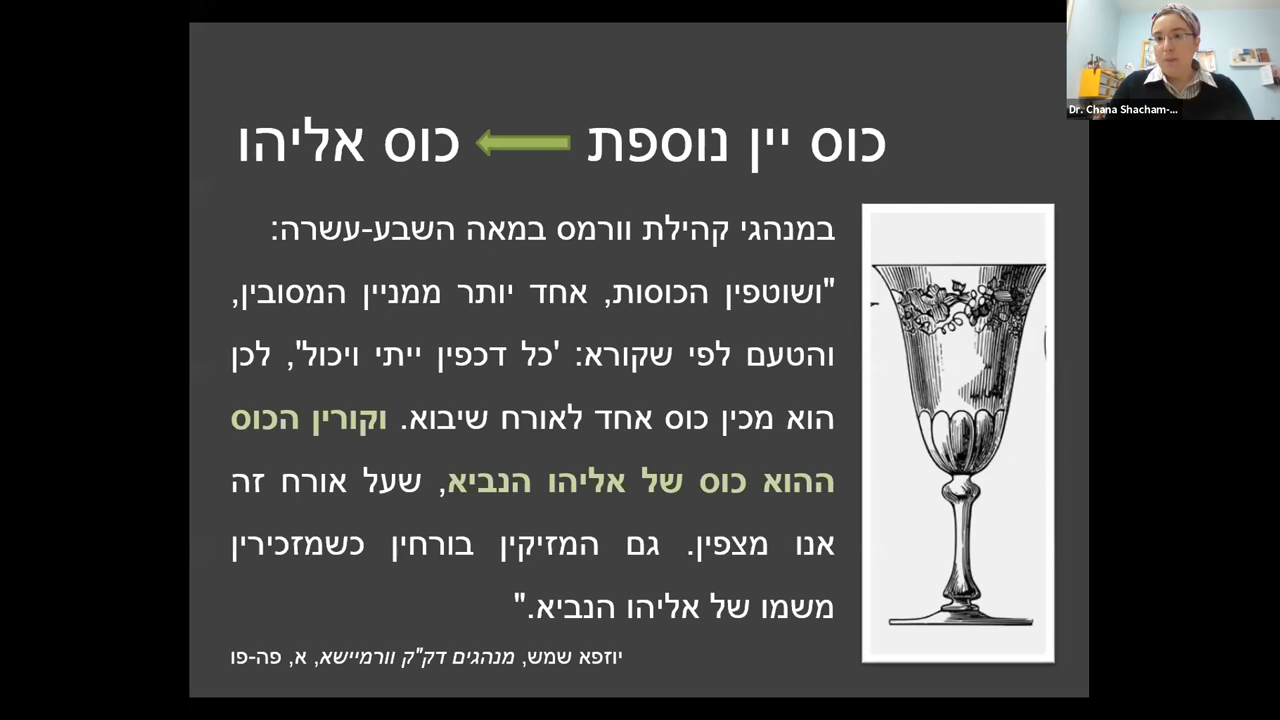 Dr. Chana Shacham-...
כוס יין נוספת כוס אליהו
במנהגי קהילת וורמס במאה השבע-עשרה:
"ושוטפין הכוסות, אחד יותר ממניין המסובין,
והטעם לפי שקורא: 'כל דכפין ייתי ויכול', לכן
הוא מכין כוס אחד לאורח שיבוא. וקורין הכוס
ההוא כוס של אליהו הנביא, שעל אורח זה
אנו מצפין. גם המזיקין בורחין כשמזכירין
משמו של אליהו הנביא."
יוזפא שמש, מנהגים דק"ק וורמיישא, א, פה-פו